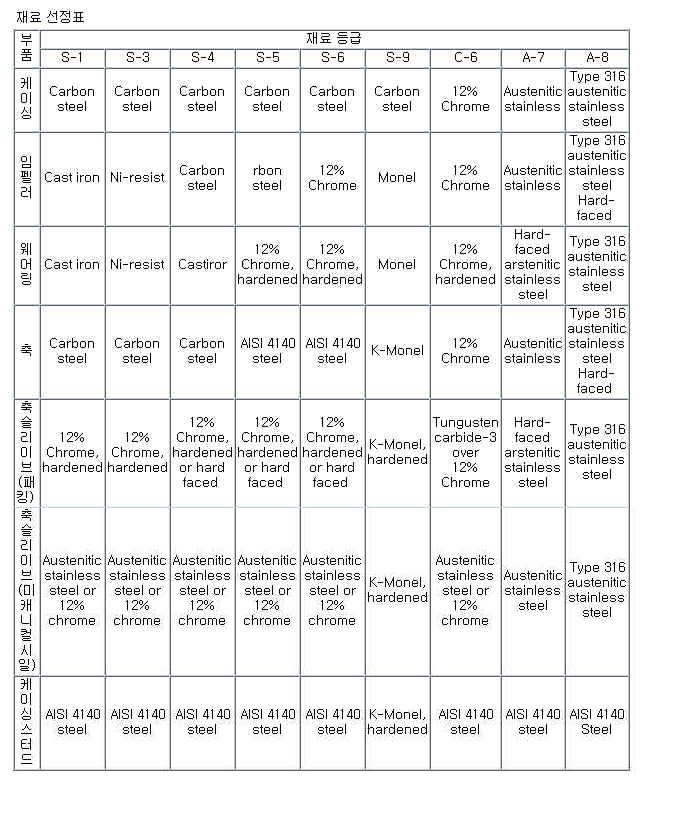 재료 선정표
부
품
재료 등급
S-1 S-3 S-4 S-5 S-6 S-9 C-6 A-7 A-8
케
이
싱
Carbon
steel
Carbon
steel
Carbon
steel
Carbon
steel
Carbon
steel
Carbon
steel
12%
Chrome
Austenitic
stainless
Type 316
austenitic
stainless
steel
임
펠
러
Cast iron
Ni-resist
Carbon
steel
rbon
steel
12%
Chrome
Monel
12%
Chrome
Austenitic
stainless
Type 316
austenitic
stainless
steel
Hard-
faced
웨
머
링
Cast iron
Ni-resist
Castiror
12%
Chrome,
hardened
12%
Chrome,
hardened
Monel
12%
Chrome,
hardened
Hard-
faced
arstenitic
stainless
steel
Type 316
austenitic
stainless
steel
축
Carbon
steel
Carbon
steel
Carbon
steel
AISI 4140
steel
AISI 4140
steel
K-Monel
12%
Chrome
Austenitic
stainless
Type 316
austenitic
stainless
steel
Hard-
faced
축
슬
리
이
브
(패
킹)
12%
Chrome,
hardened
12%
Chrome,
hardened
12%
Chrome,
hardened
or hard
faced
12%
Chrome,
hardened
or hard
faced
12%
Chrome,
hardened
or hard
faced
K-Monel,
hardened
Tungusten
carbide-3
over
12%
Chrome
Hard-
faced
arstenitic
stainless
steel
Type 316
austenitic
stainless
steel
축
슬
리
이
브
(미
캐
니
컬
시
일)
Austenitic
stainless
steel or
12%
chrome
Austenitic
stainless
steel or
12%
chrome
Austenitic
stainless
steel or
12%
chrome
Austenitic
stainless
steel or
12%
chrome
Austenitic
stainless
steel or
12%
chrome
K-Monel,
hardened
Austenitic
stainless
steel or
12%
chrome
Austenitic
stainless
steel
Type 316
austenitic
stainless
steel
케
이
싱
스
터
드
AISI 4140
steel
AISI 4140
steel
AISI 4140
steel
AISI 4140
steel
AISI 4140
steel
K-Monel,
hardened
AISI 4140
steel
AISI 4140
steel
AISI 4140
Steel